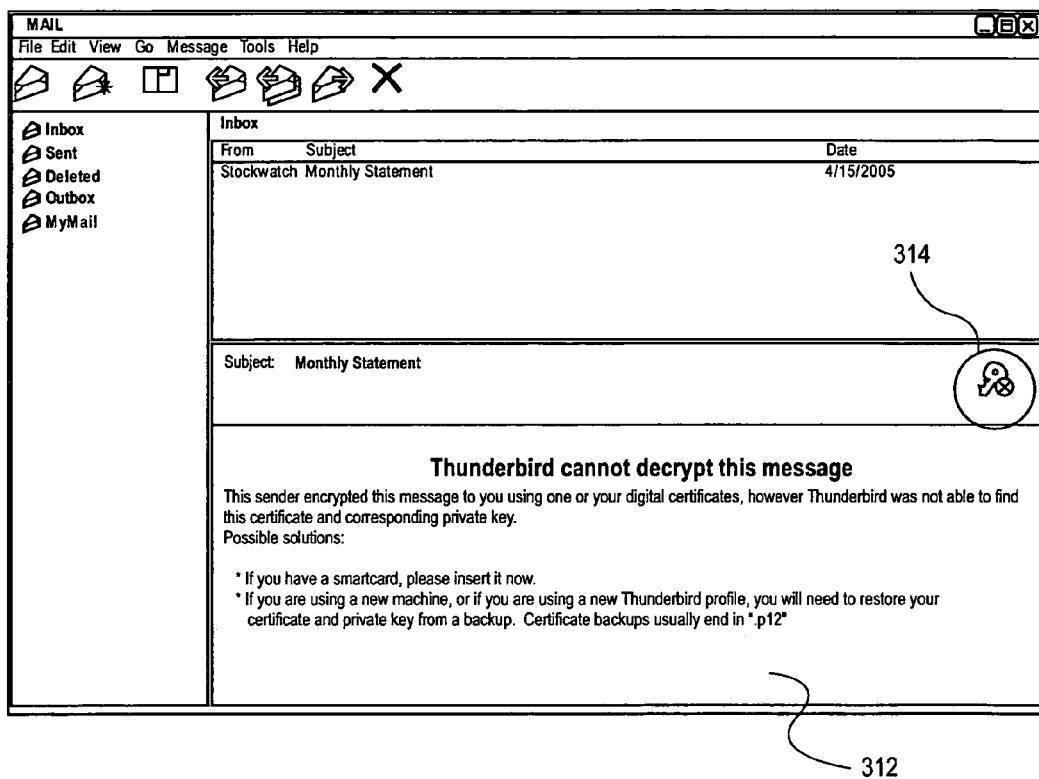 MAIL
File Edit View Go Message Tools Help
Inbox
Sent
Deleted
Outbox
MyMail
Inbox
From Subject Date
Stockwatch Monthly Statement 4/15/2005
314
Subject: Monthly Statement
Thunderbird cannot decrypt this message
This sender encrypted this message to you using one or your digital certificates, however Thunderbird was not able to find
this certificate and corresponding private key.
Possible solutions:
* If you have a smartcard, please insert it now.
* If you are using a new machine, or if you are using a new Thunderbird profile, you will need to restore your
certificate and private key from a backup. Certificate backups usually end in ".p12"
312